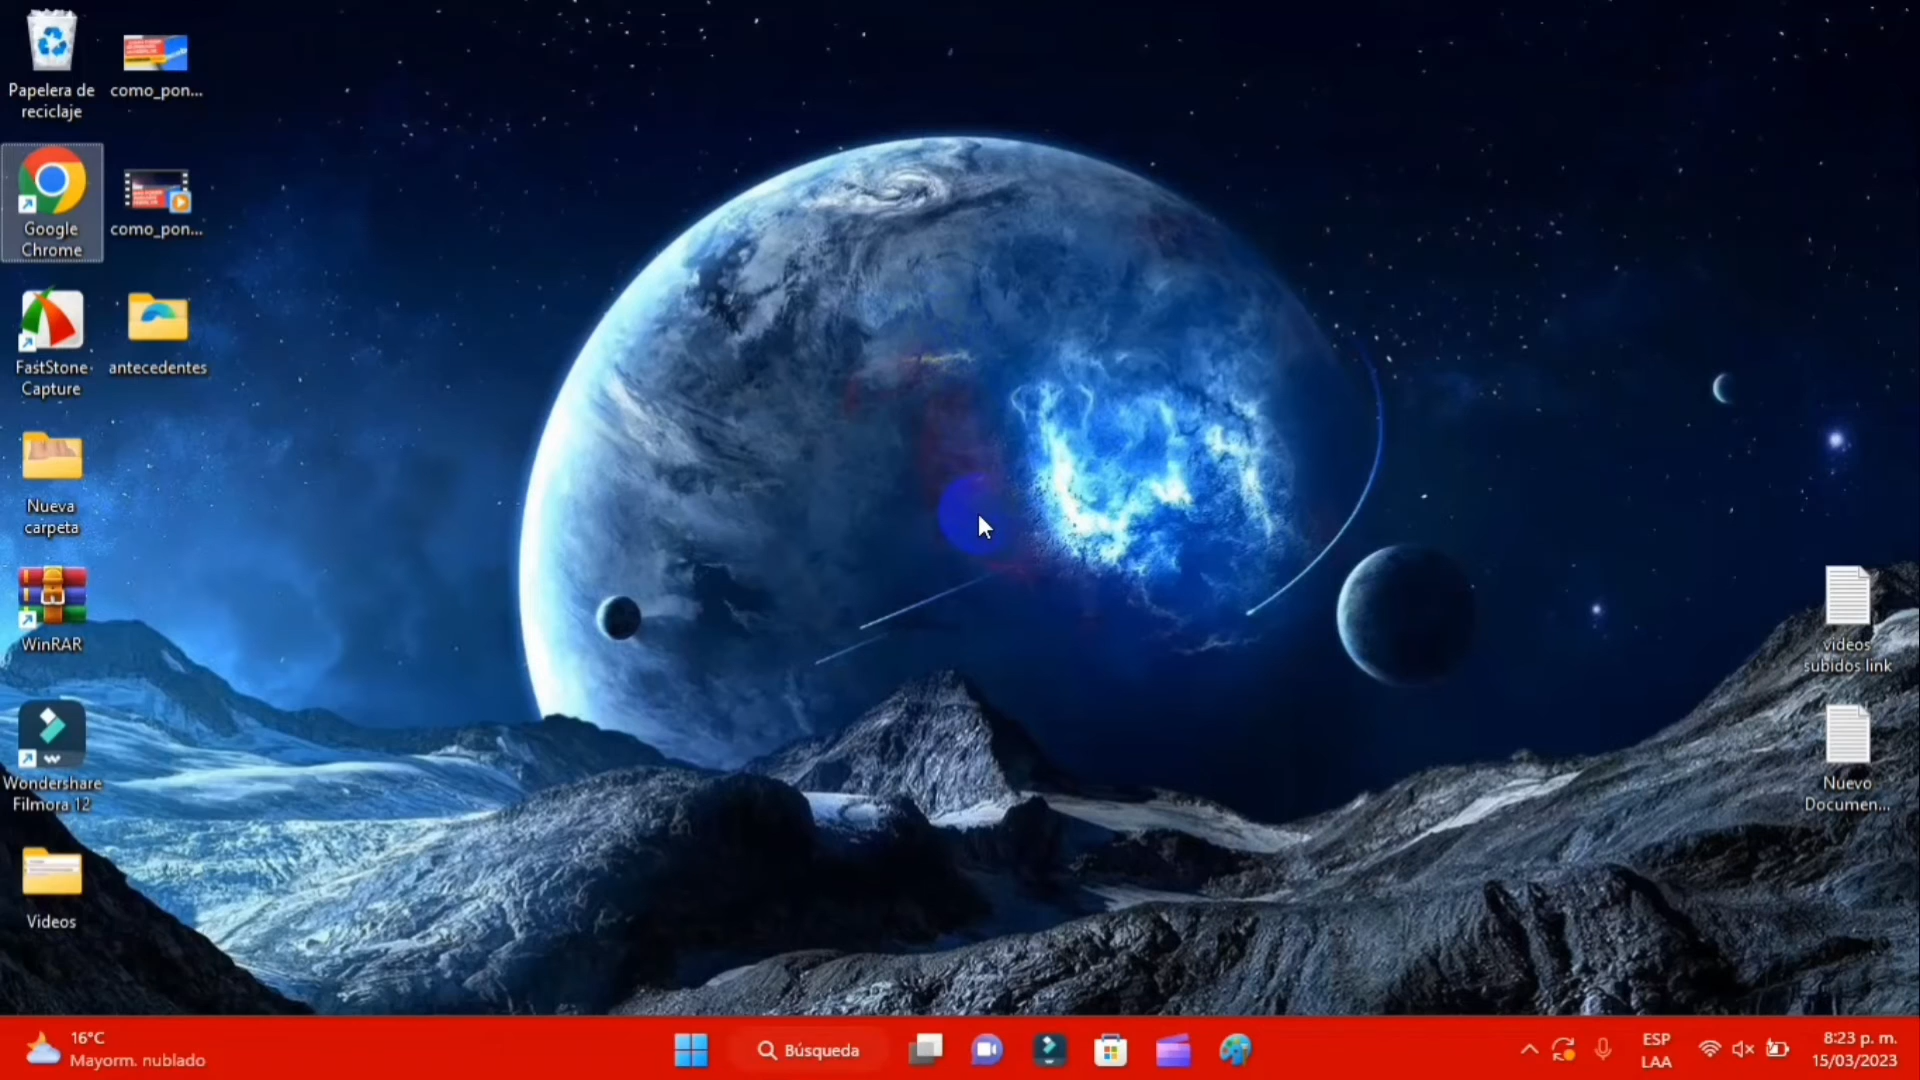 Papelera de
reciclaje
como_pon...
Google
Chrome
como_pon...
FastStone
Capture
antecedentes
Nueva
carpeta
WinRAR
Wondershare
Filmora 12
Videos
videos
subidos link
Nuevo
Documen...
16°C
Mayorm. nublado
Búsqueda
ESP
LAA
8:23 p. m.
15/03/2023